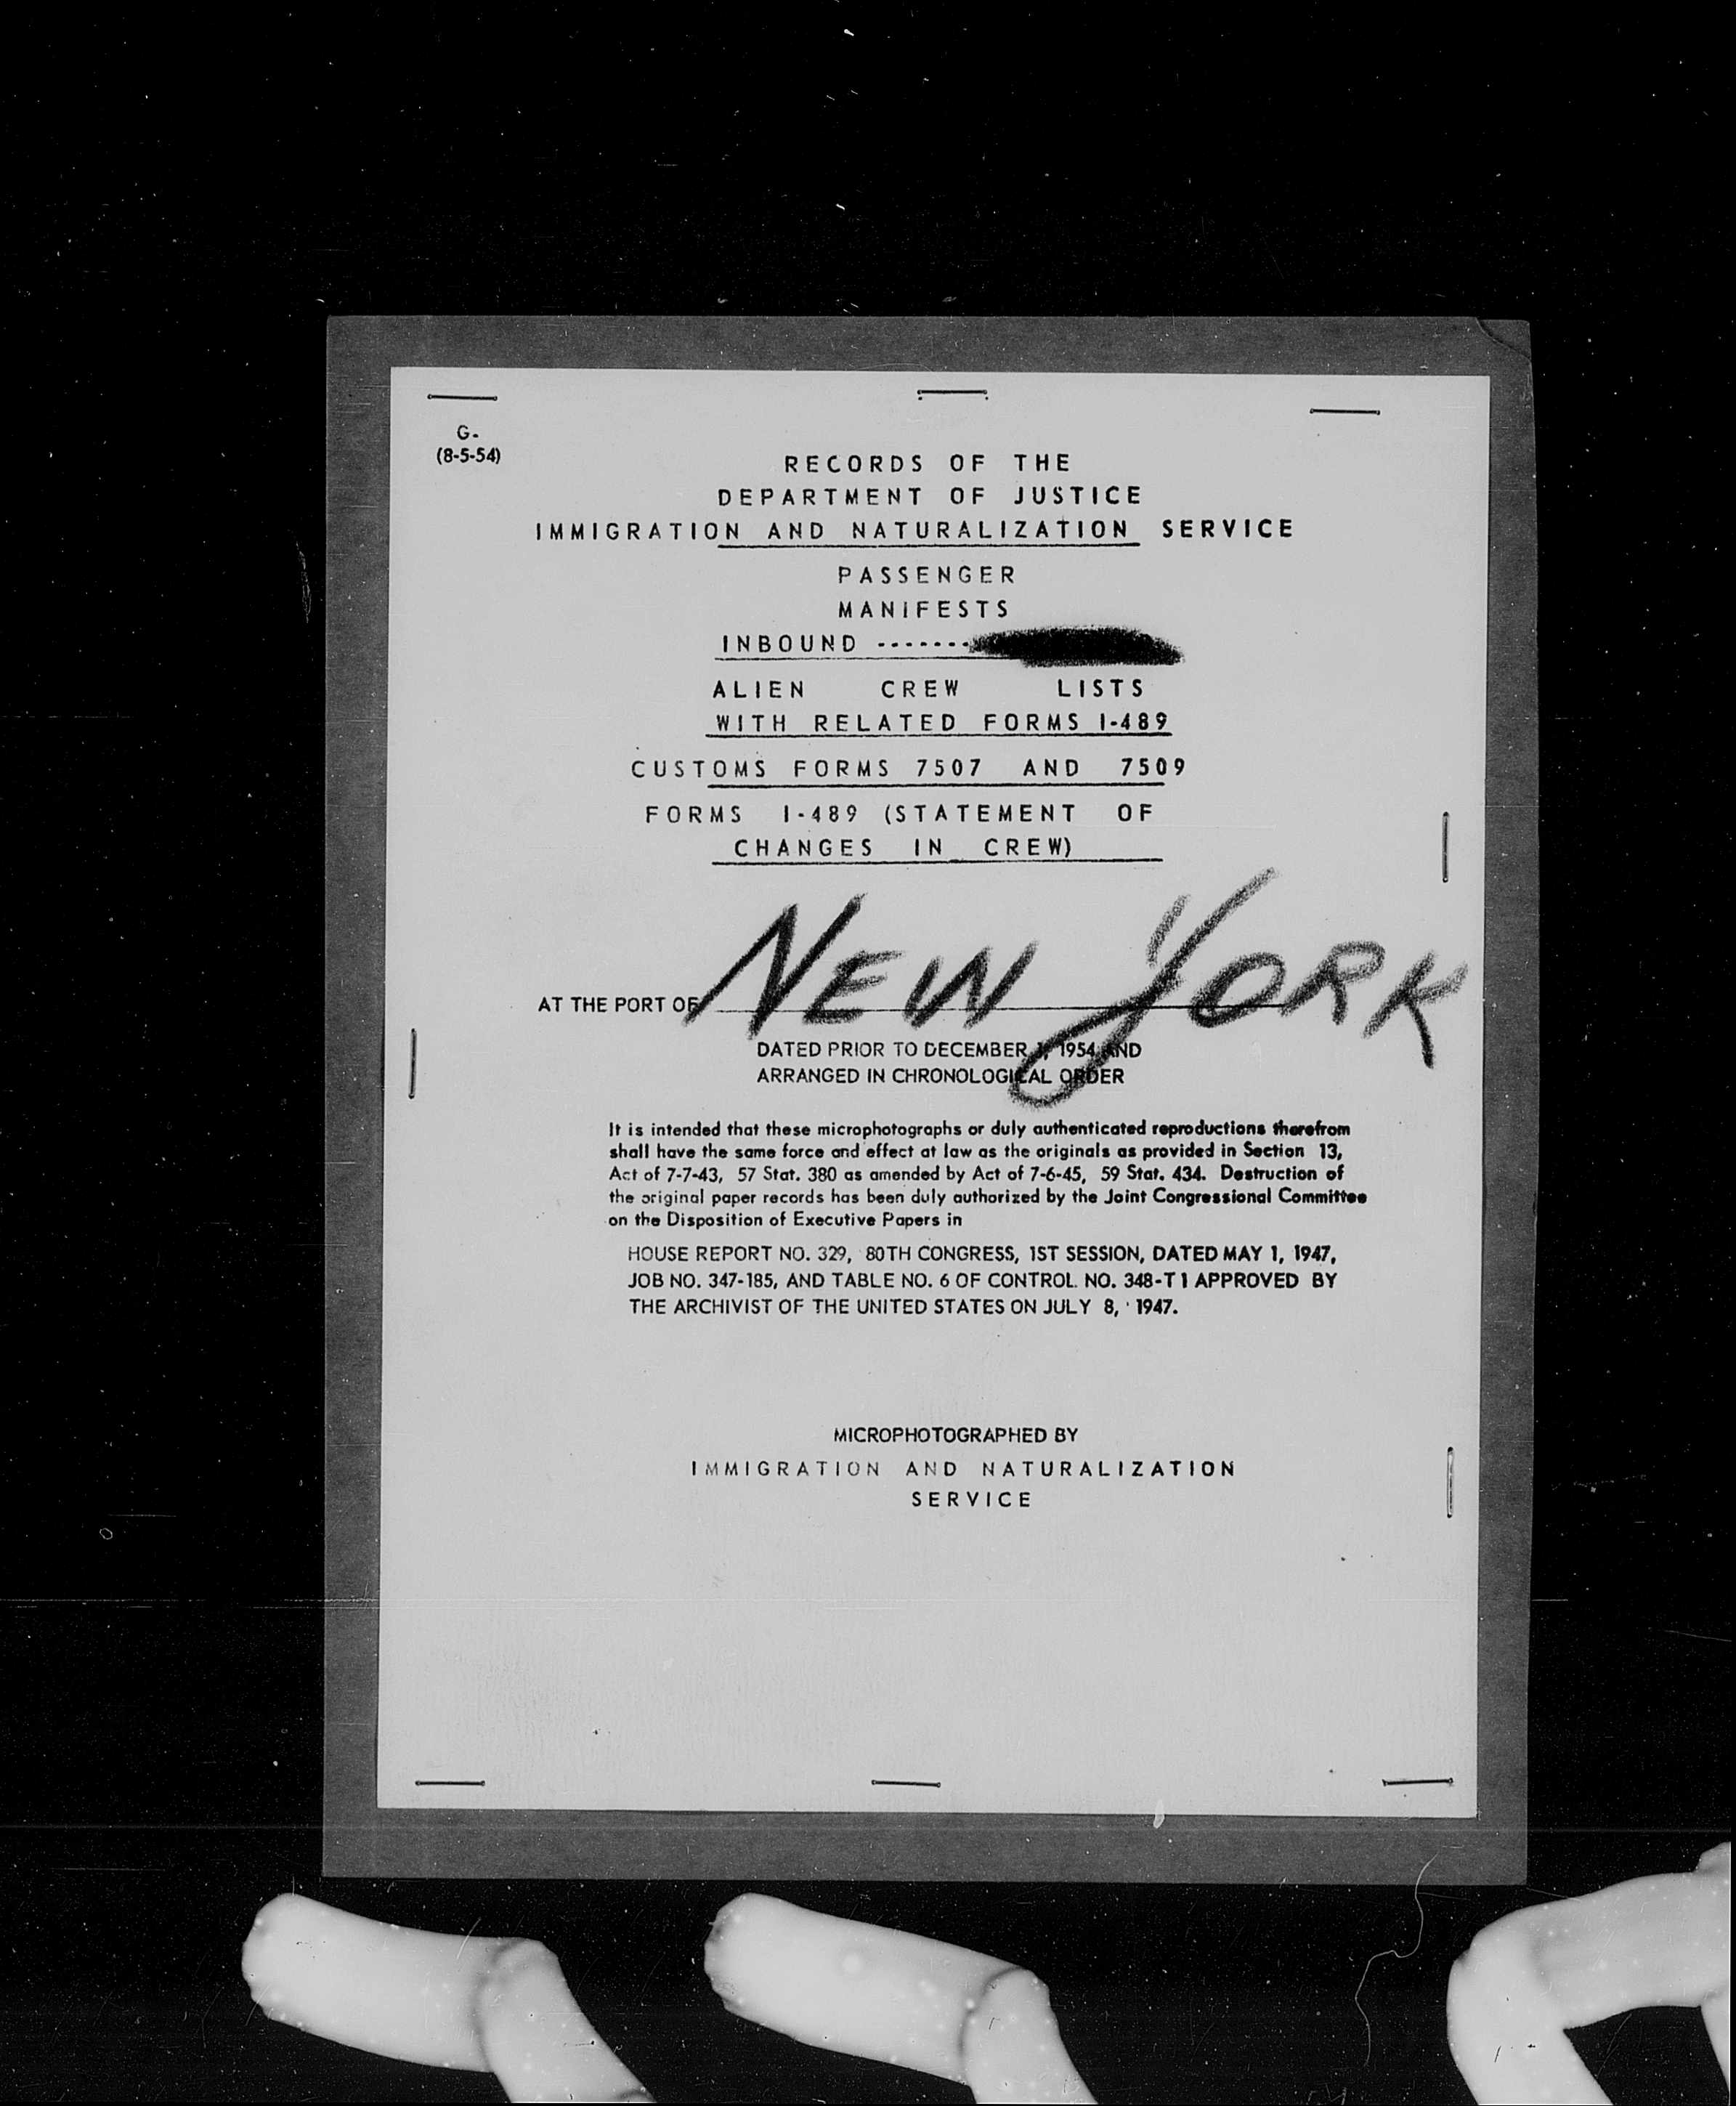 G-
(8-5-54)
RECORDS OF THE
DEPARTMENT OF JUSTICE
IMMIGRATION AND NATURALIZATION SERVICE
PASSENGER
MANIFESTS
INBOUND -------
ALIEN CREW LISTS
WITH RELATED FORMS I-489
CUSTOMS FORMS 7507 AND 7509
FORMS I-489 (STATEMENT OF
CHANGES IN CREW)
AT THE PORT OF NEW YORK
DATED PRIOR TO DECEMBER 1, 1954 AND
ARRANGED IN CHRONOLOGICAL ORDER
It is intended that these microphotographs or duly authenticated reproductions therefrom
shall have the same force and effect at law as the originals as provided in Section 13,
Act of 7-7-43, 57 Stat. 380 as amended by Act of 7-6-45, 59 Stat. 434. Destruction of
the original paper records has been duly authorized by the Joint Congressional Committee
on the Disposition of Executive Papers in
HOUSE REPORT NO. 329, 80TH CONGRESS, 1ST SESSION, DATED MAY 1, 1947,
JOB NO. 347-185, AND TABLE NO. 6 OF CONTROL NO. 348-T1 APPROVED BY
THE ARCHIVIST OF THE UNITED STATES ON JULY 8, 1947.
MICROPHOTOGRAPHED BY
IMMIGRATION AND NATURALIZATION
SERVICE